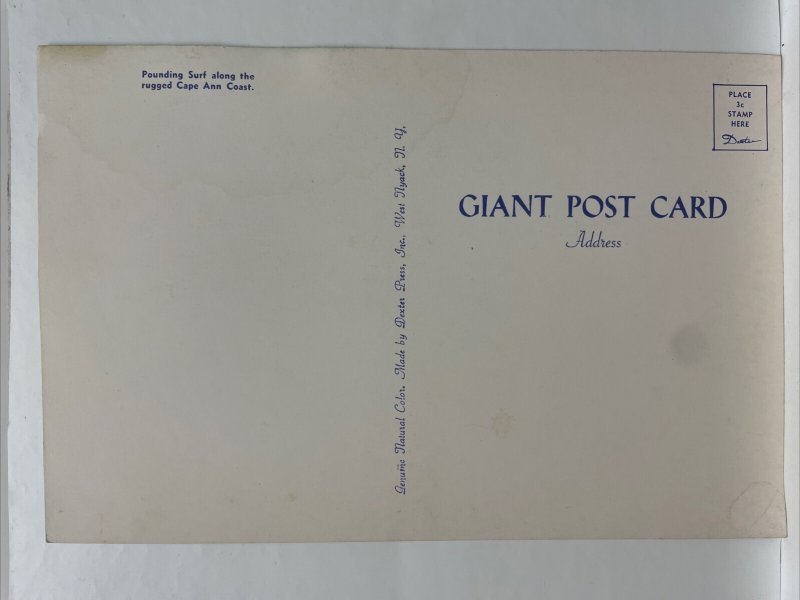 Pounding Surf along the
rugged Cape Ann Coast.
Genuine Natural Color. Made by Dexter Press, Inc., West Nyack, N. Y.
PLACE
3c
STAMP
HERE
Dexter
GIANT POST CARD
Address